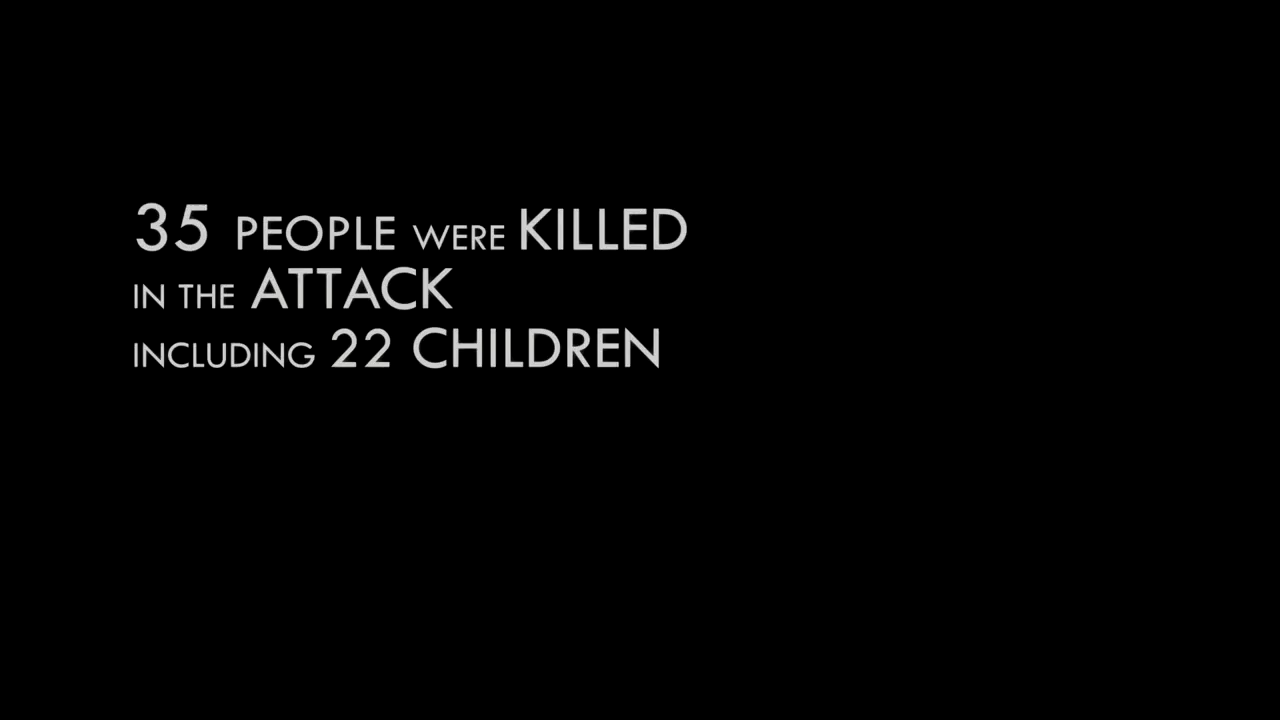 35 PEOPLE WERE KILLED
IN THE ATTACK
INCLUDING 22 CHILDREN